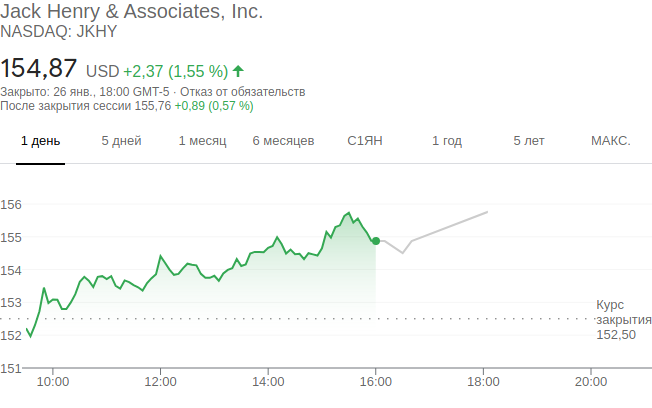 Jack Henry & Associates, Inc.
NASDAQ: JKHY
154,87 USD +2,37 (1,55 %)
Закрыто: 26 янв., 18:00 GMT-5 · Отказ от обязательств
После закрытия сессии 155,76 +0,89 (0,57 %)
1 день 5 дней 1 месяц 6 месяцев С1ЯН 1 год 5 лет МАКС.
156
155
154
153
152
151
Курс
закрытия
152,50
10:00 12:00 14:00 16:00 18:00 20:00